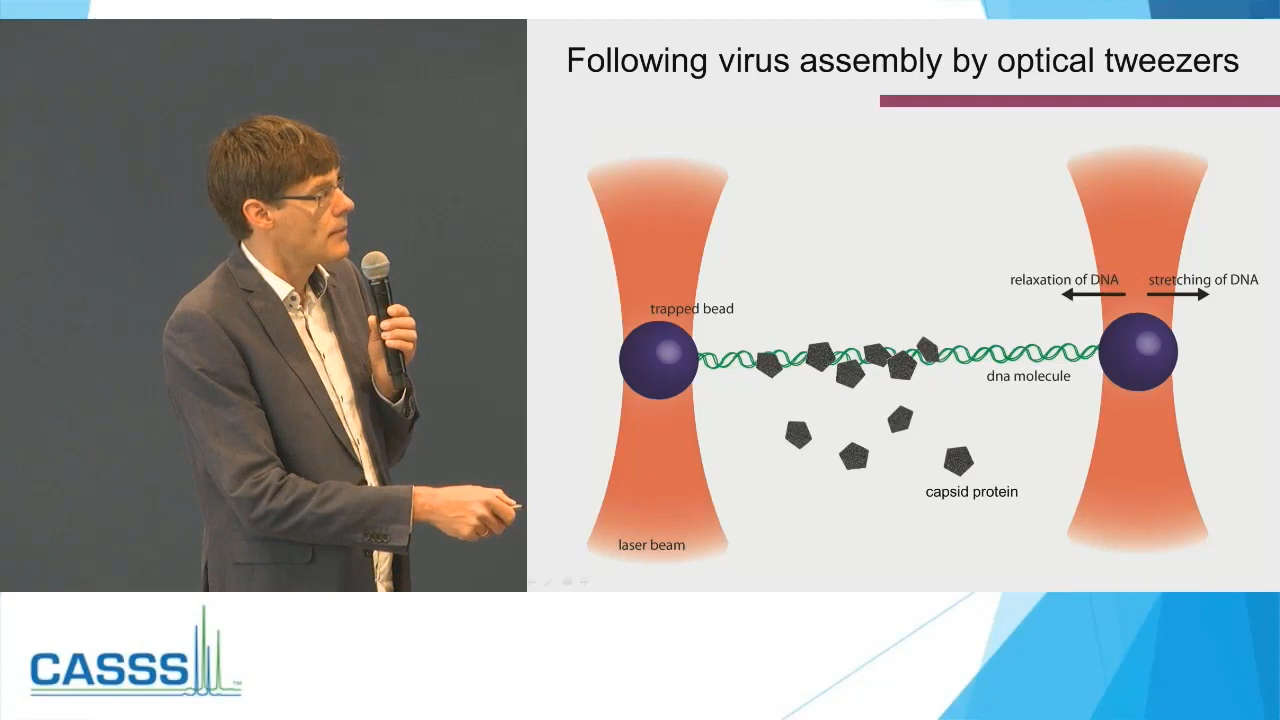 Following virus assembly by optical tweezers
relaxation of DNA
stretching of DNA
trapped bead
dna molecule
capsid protein
laser beam
CASSS™